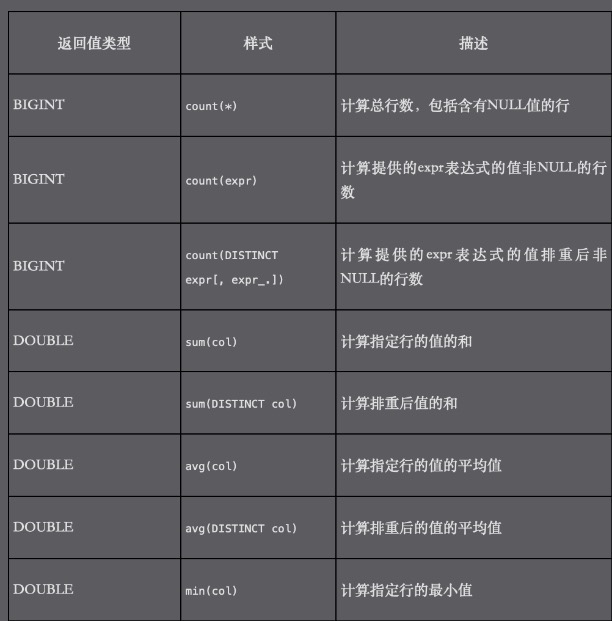 返回值类型 样式 描述
BIGINT count(*) 计算总行数，包括含有NULL值的行
BIGINT count(expr) 计算提供的expr表达式的值非NULL的行
数
BIGINT count(DISTINCT expr[, expr_.]) 计算提供的expr表达式的值排重后非
NULL的行数
DOUBLE sum(col) 计算指定行的值的和
DOUBLE sum(DISTINCT col) 计算排重后值的和
DOUBLE avg(col) 计算指定行的值的平均值
DOUBLE avg(DISTINCT col) 计算排重后的值的平均值
DOUBLE min(col) 计算指定行的最小值